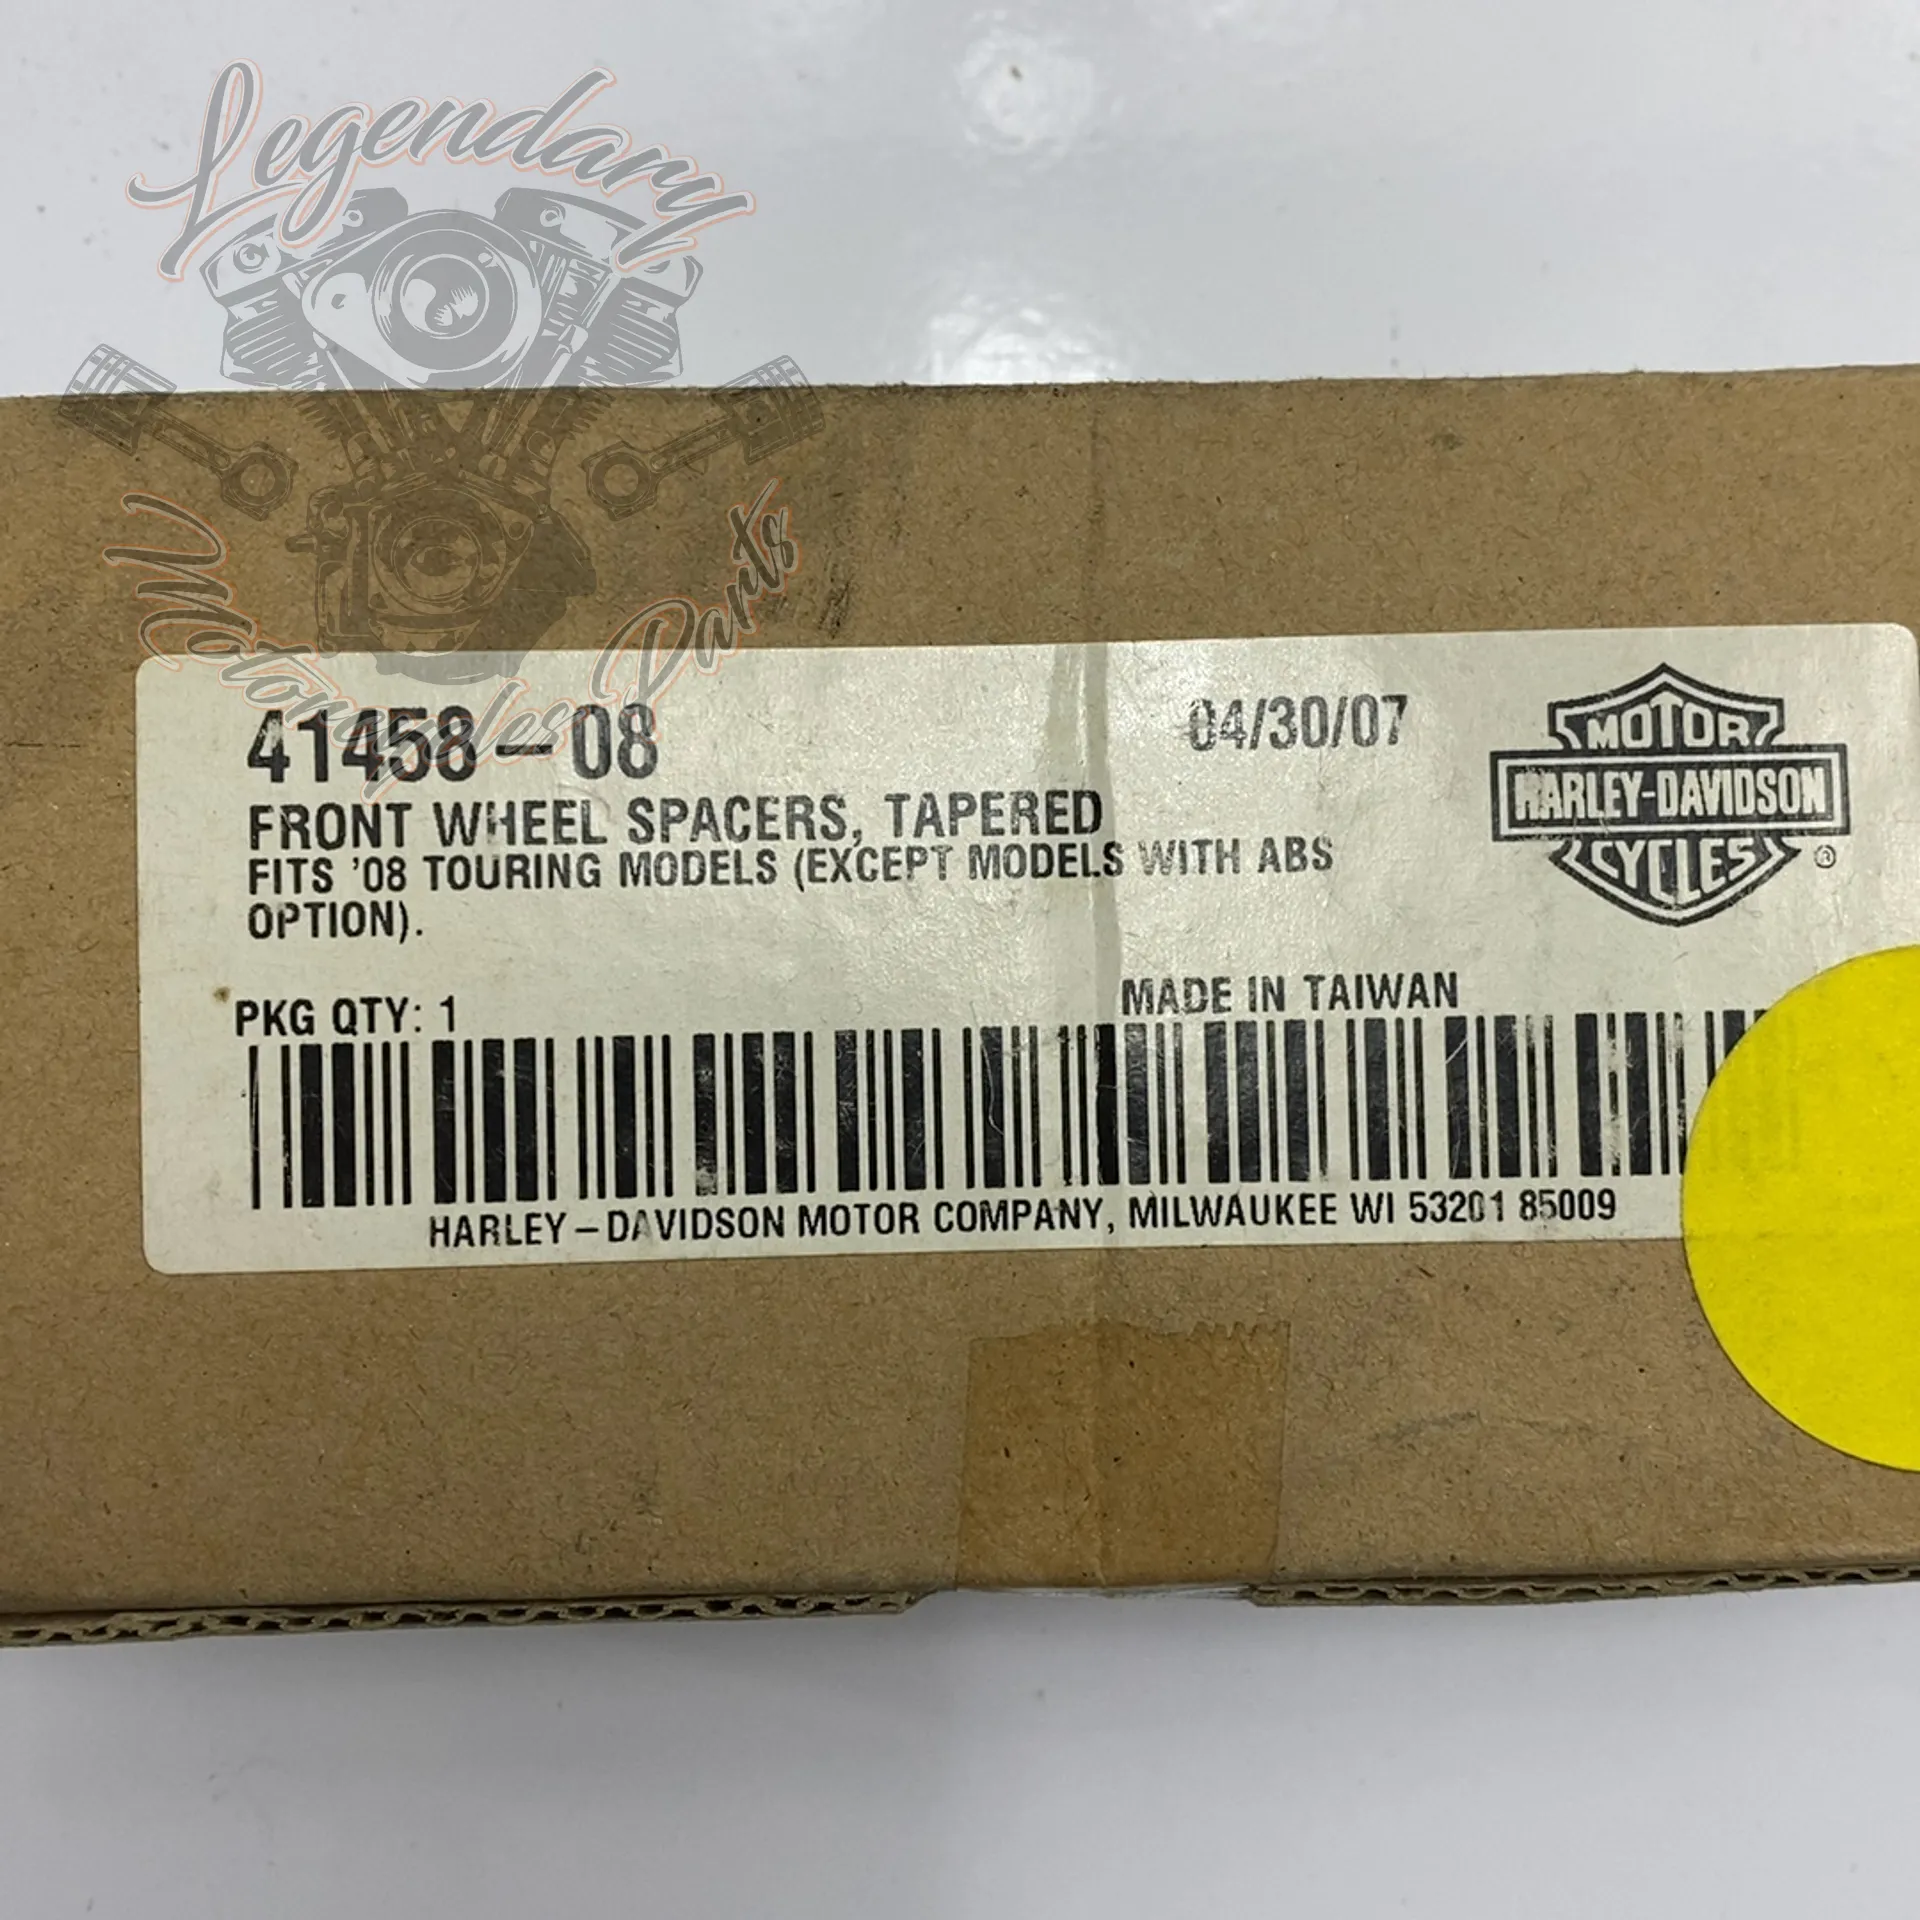 Legendary
Motorcycles Parts
41458-08
04/30/07
MOTOR
HARLEY-DAVIDSON
CYCLES
®
FRONT WHEEL SPACERS, TAPERED
FITS '08 TOURING MODELS (EXCEPT MODELS WITH ABS
OPTION).
PKG QTY: 1
MADE IN TAIWAN
HARLEY-DAVIDSON MOTOR COMPANY, MILWAUKEE WI 53201 85009